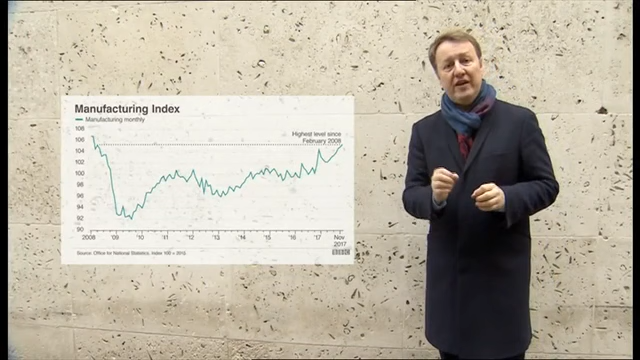 Manufacturing Index
Manufacturing monthly
Highest level since
February 2008
108
106
104
102
100
98
96
94
92
90
2008 '09 '10 '11 '12 '13 '14 '15 '16 '17 Nov
2017
Source: Office for National Statistics, Index 100 = 2015
BBC